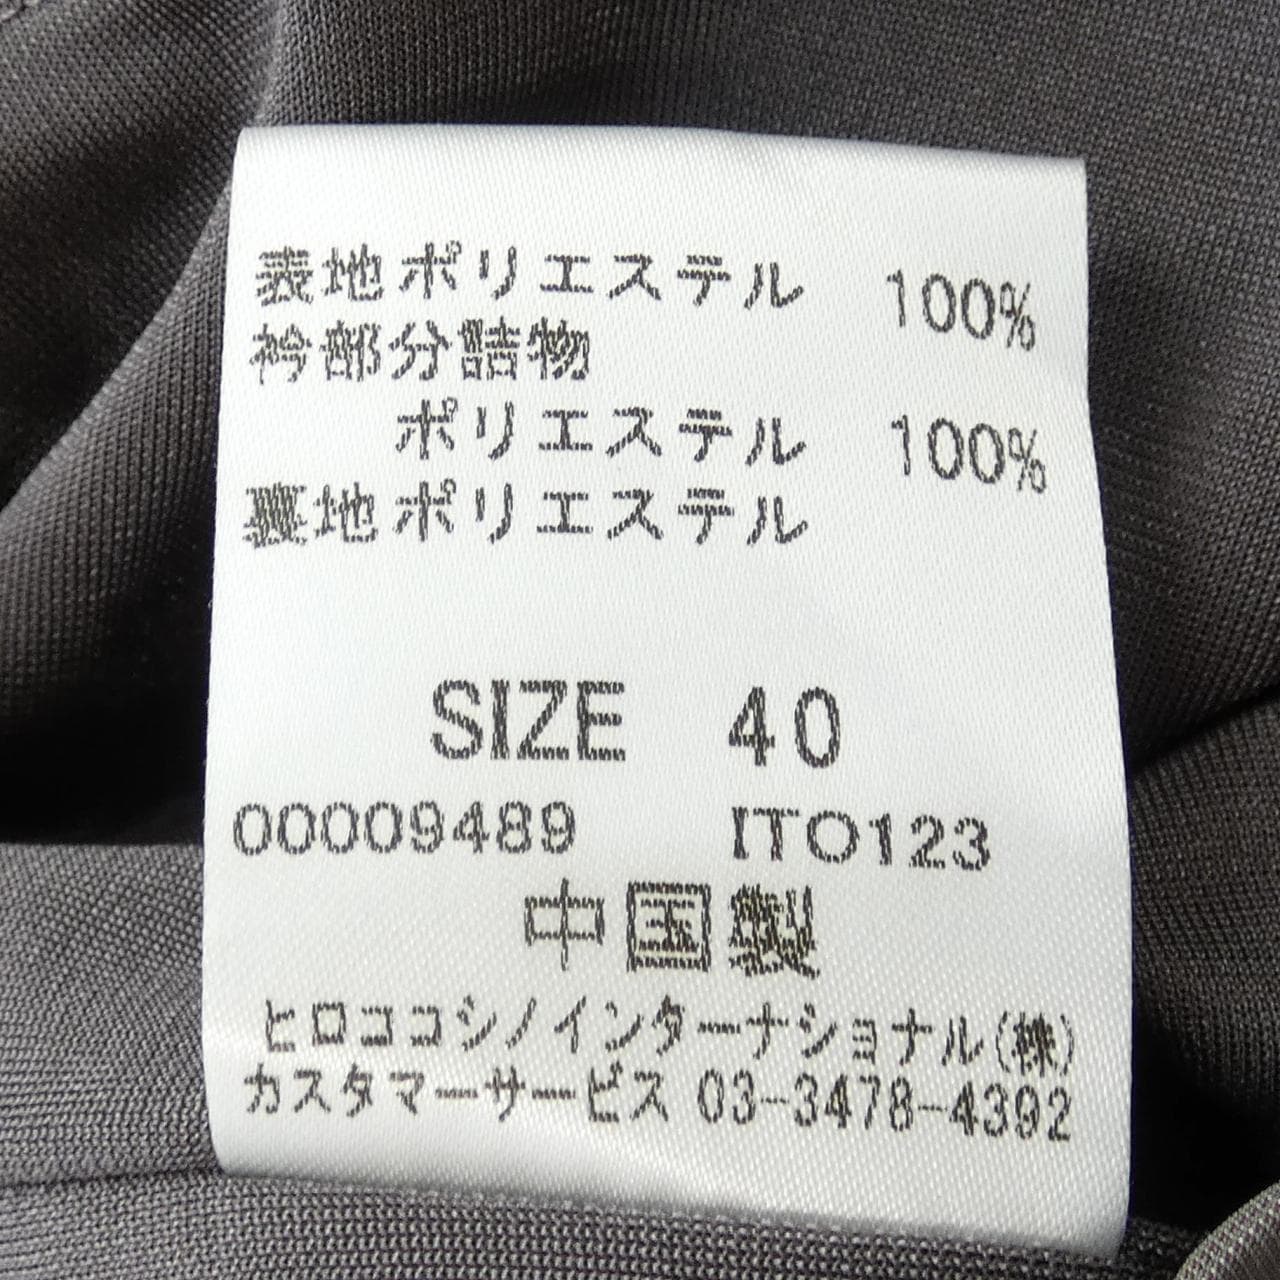 表地ポリエステル 100%
衿部分詰物
ポリエステル 100%
裏地ポリエステル
SIZE 40
00009489 ITO123
中国製
ヒロココシノインターナショナル(株)
カスタマーサービス 03-3478-4392